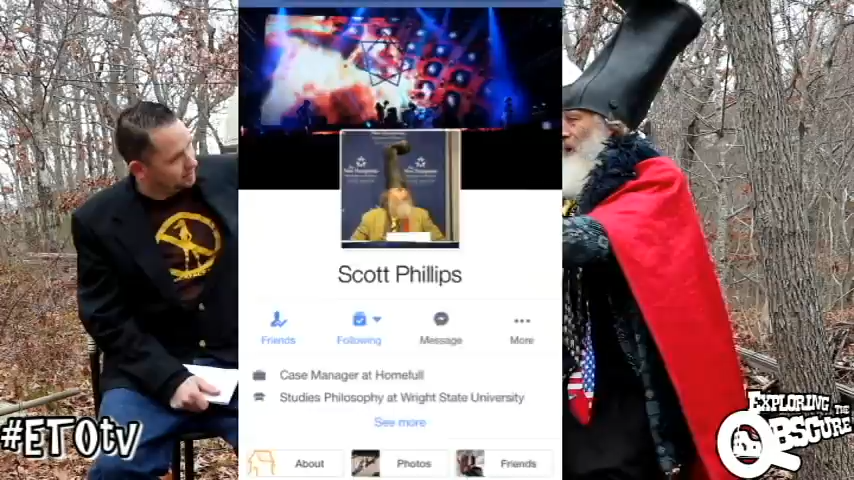 Scott Phillips
Friends
Following
Message
More
Case Manager at Homefull
Studies Philosophy at Wright State University
See more
About
Photos
Friends
#ETOtv
EXPLORING THE
OBSCURE